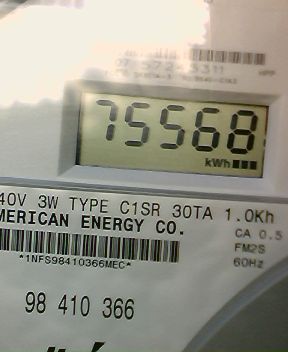 75568
kWh
40V 3W TYPE C1SR 30TA 1.0Kh
MERICAN ENERGY CO.
CA 0.5
FM2S
60Hz
*1NFS98410366MEC*
98 410 366